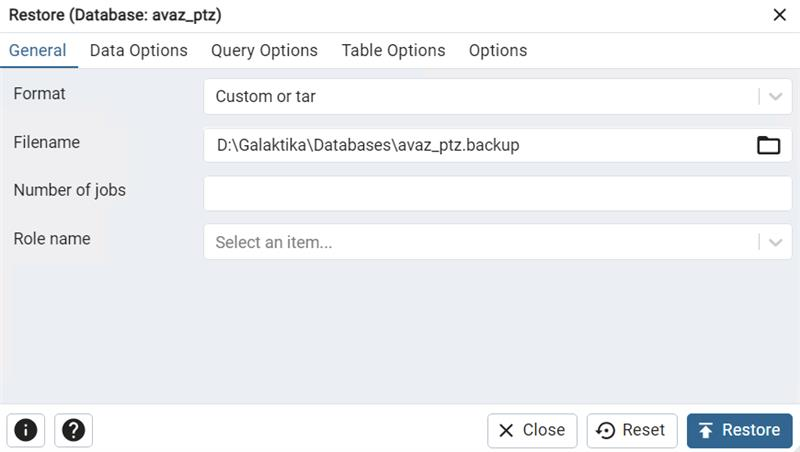 Restore (Database: avaz_ptz)
General Data Options Query Options Table Options Options
Format Custom or tar
Filename D:\Galaktika\Databases\avaz_ptz.backup
Number of jobs
Role name Select an item...
Close Reset Restore